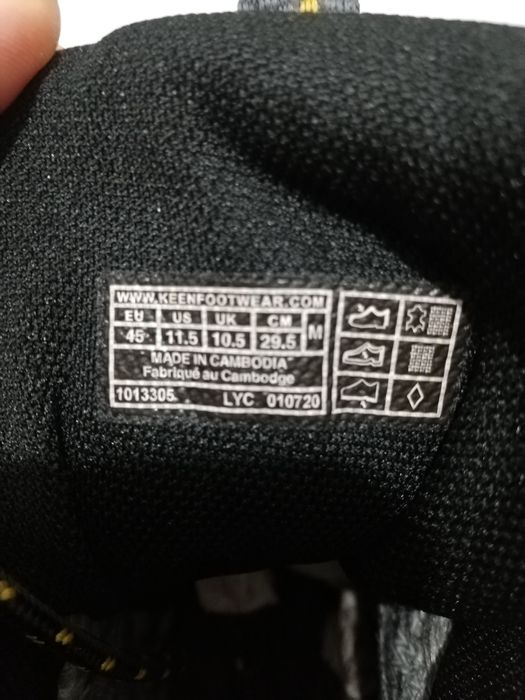 WWW.KEENFOOTWEAR.COM
EU US UK CM M
45 11.5 10.5 29.5
MADE IN CAMBODIA
Fabriqué au Cambodge
1013305 LYC 010720